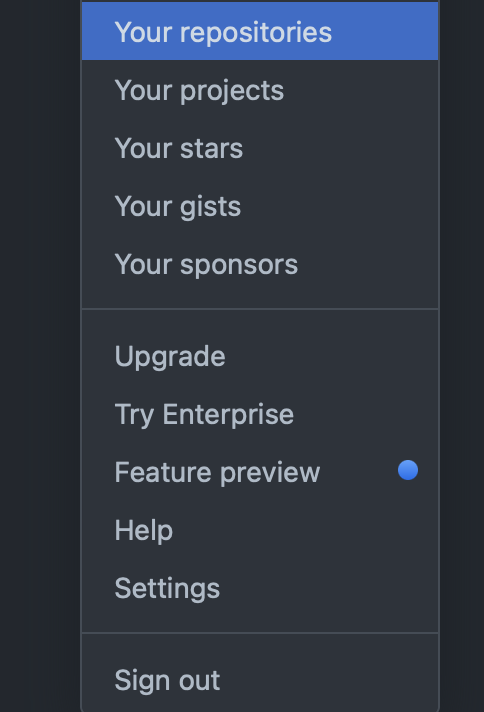 Your repositories
Your projects
Your stars
Your gists
Your sponsors
Upgrade
Try Enterprise
Feature preview
Help
Settings
Sign out